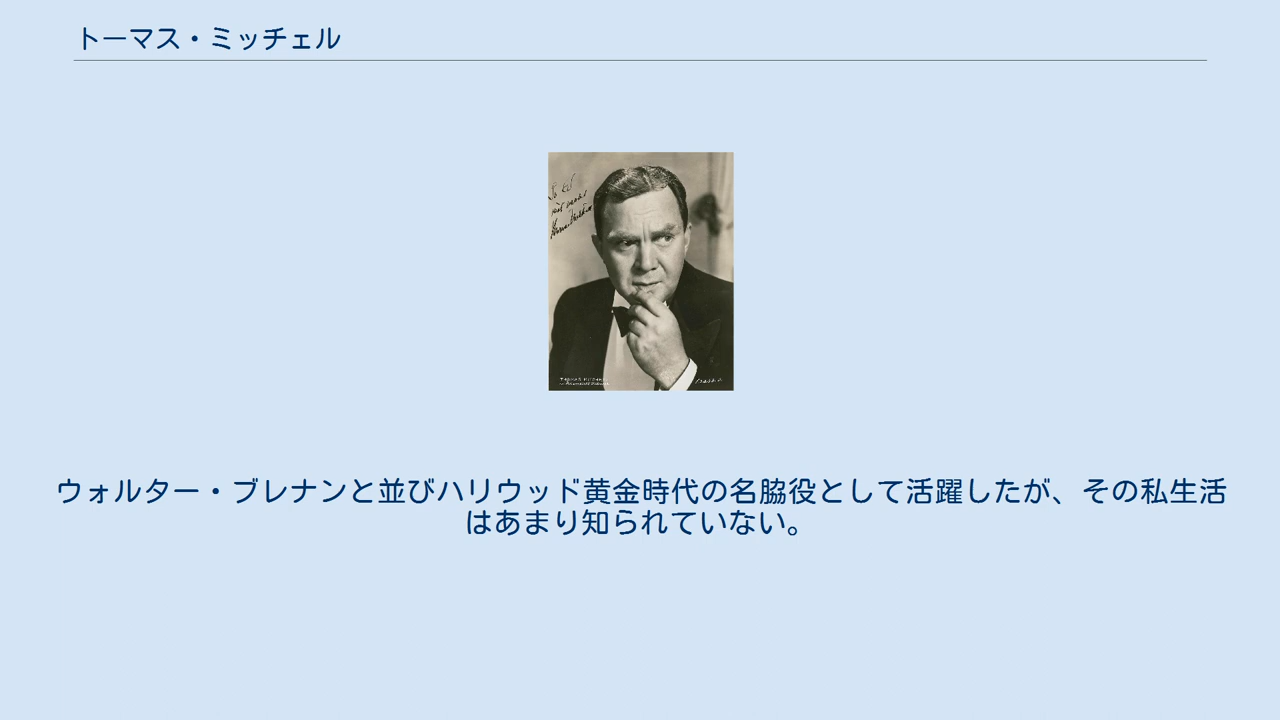 トーマス・ミッチェル
ウォルター・ブレナンと並びハリウッド黄金時代の名脇役として活躍したが、その私生活
はあまり知られていない。